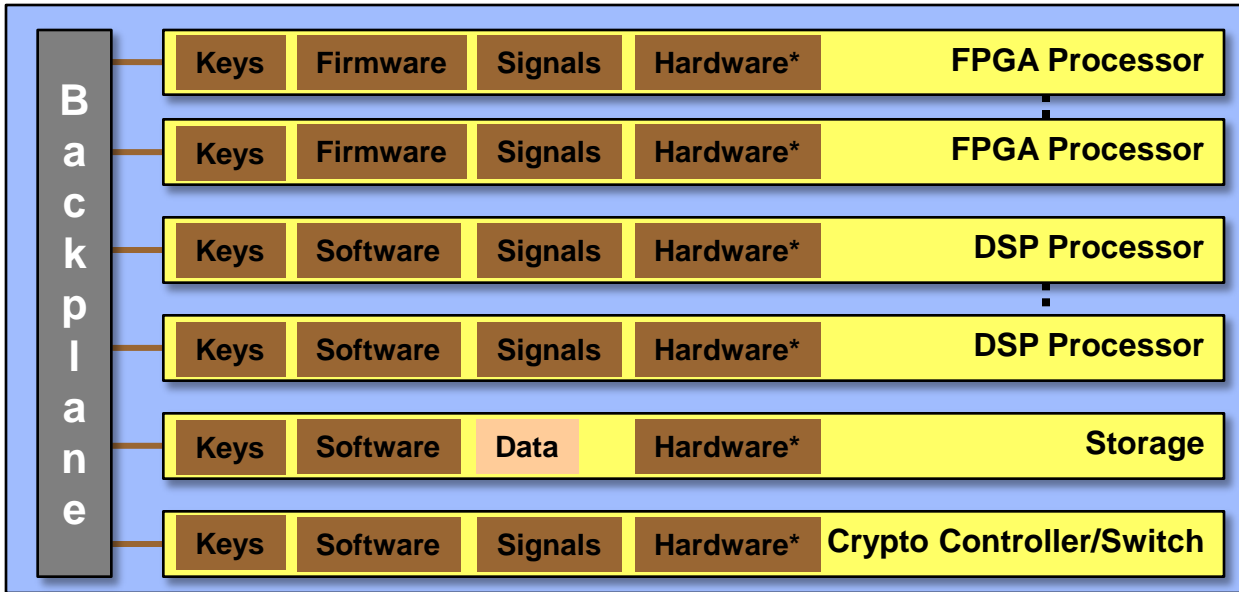 Backplane
Keys Firmware Signals Hardware* FPGA Processor
Keys Firmware Signals Hardware* FPGA Processor
Keys Software Signals Hardware* DSP Processor
Keys Software Signals Hardware* DSP Processor
Keys Software Data Hardware* Storage
Keys Software Signals Hardware* Crypto Controller/Switch